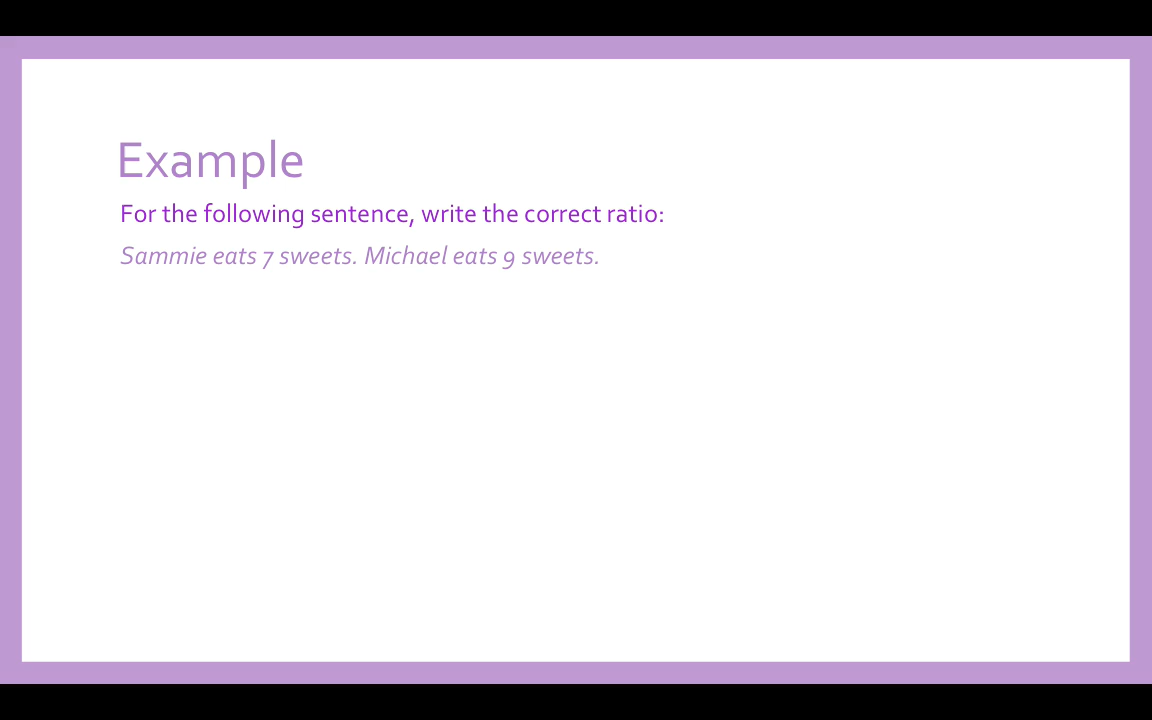 Example
For the following sentence, write the correct ratio:
Sammie eats 7 sweets. Michael eats 9 sweets.